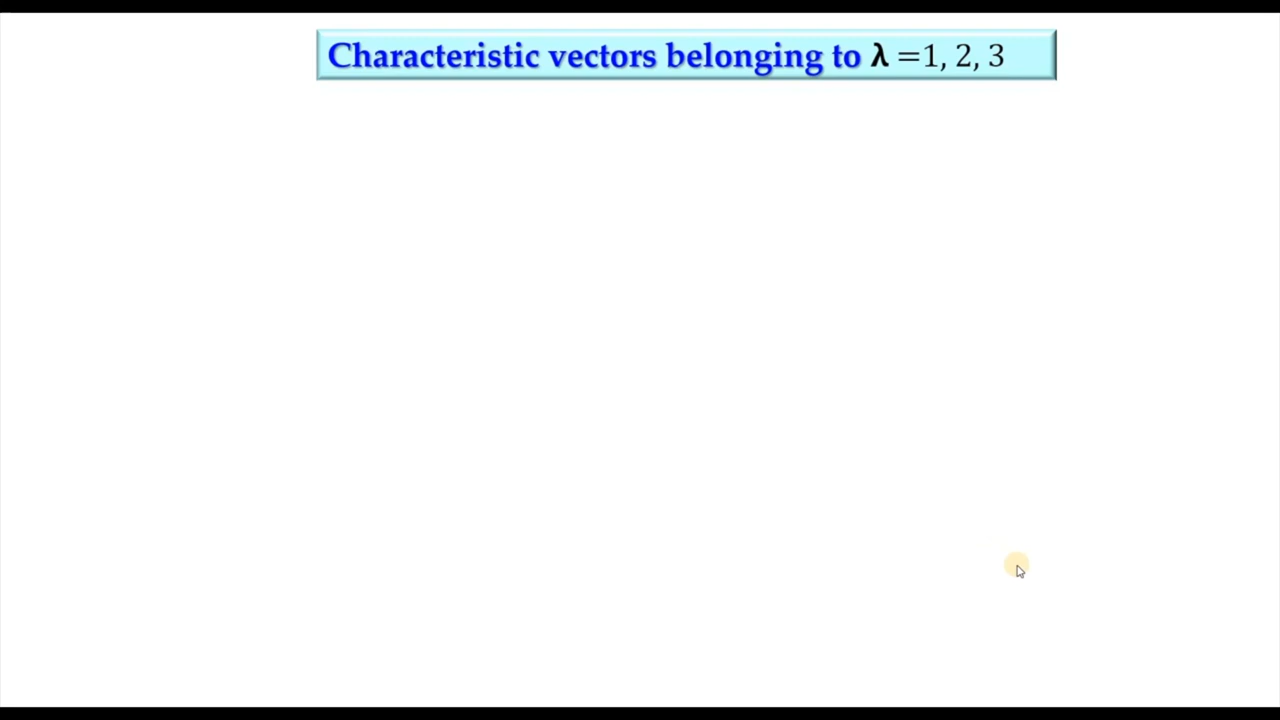 Characteristic vectors belonging to λ =1, 2, 3